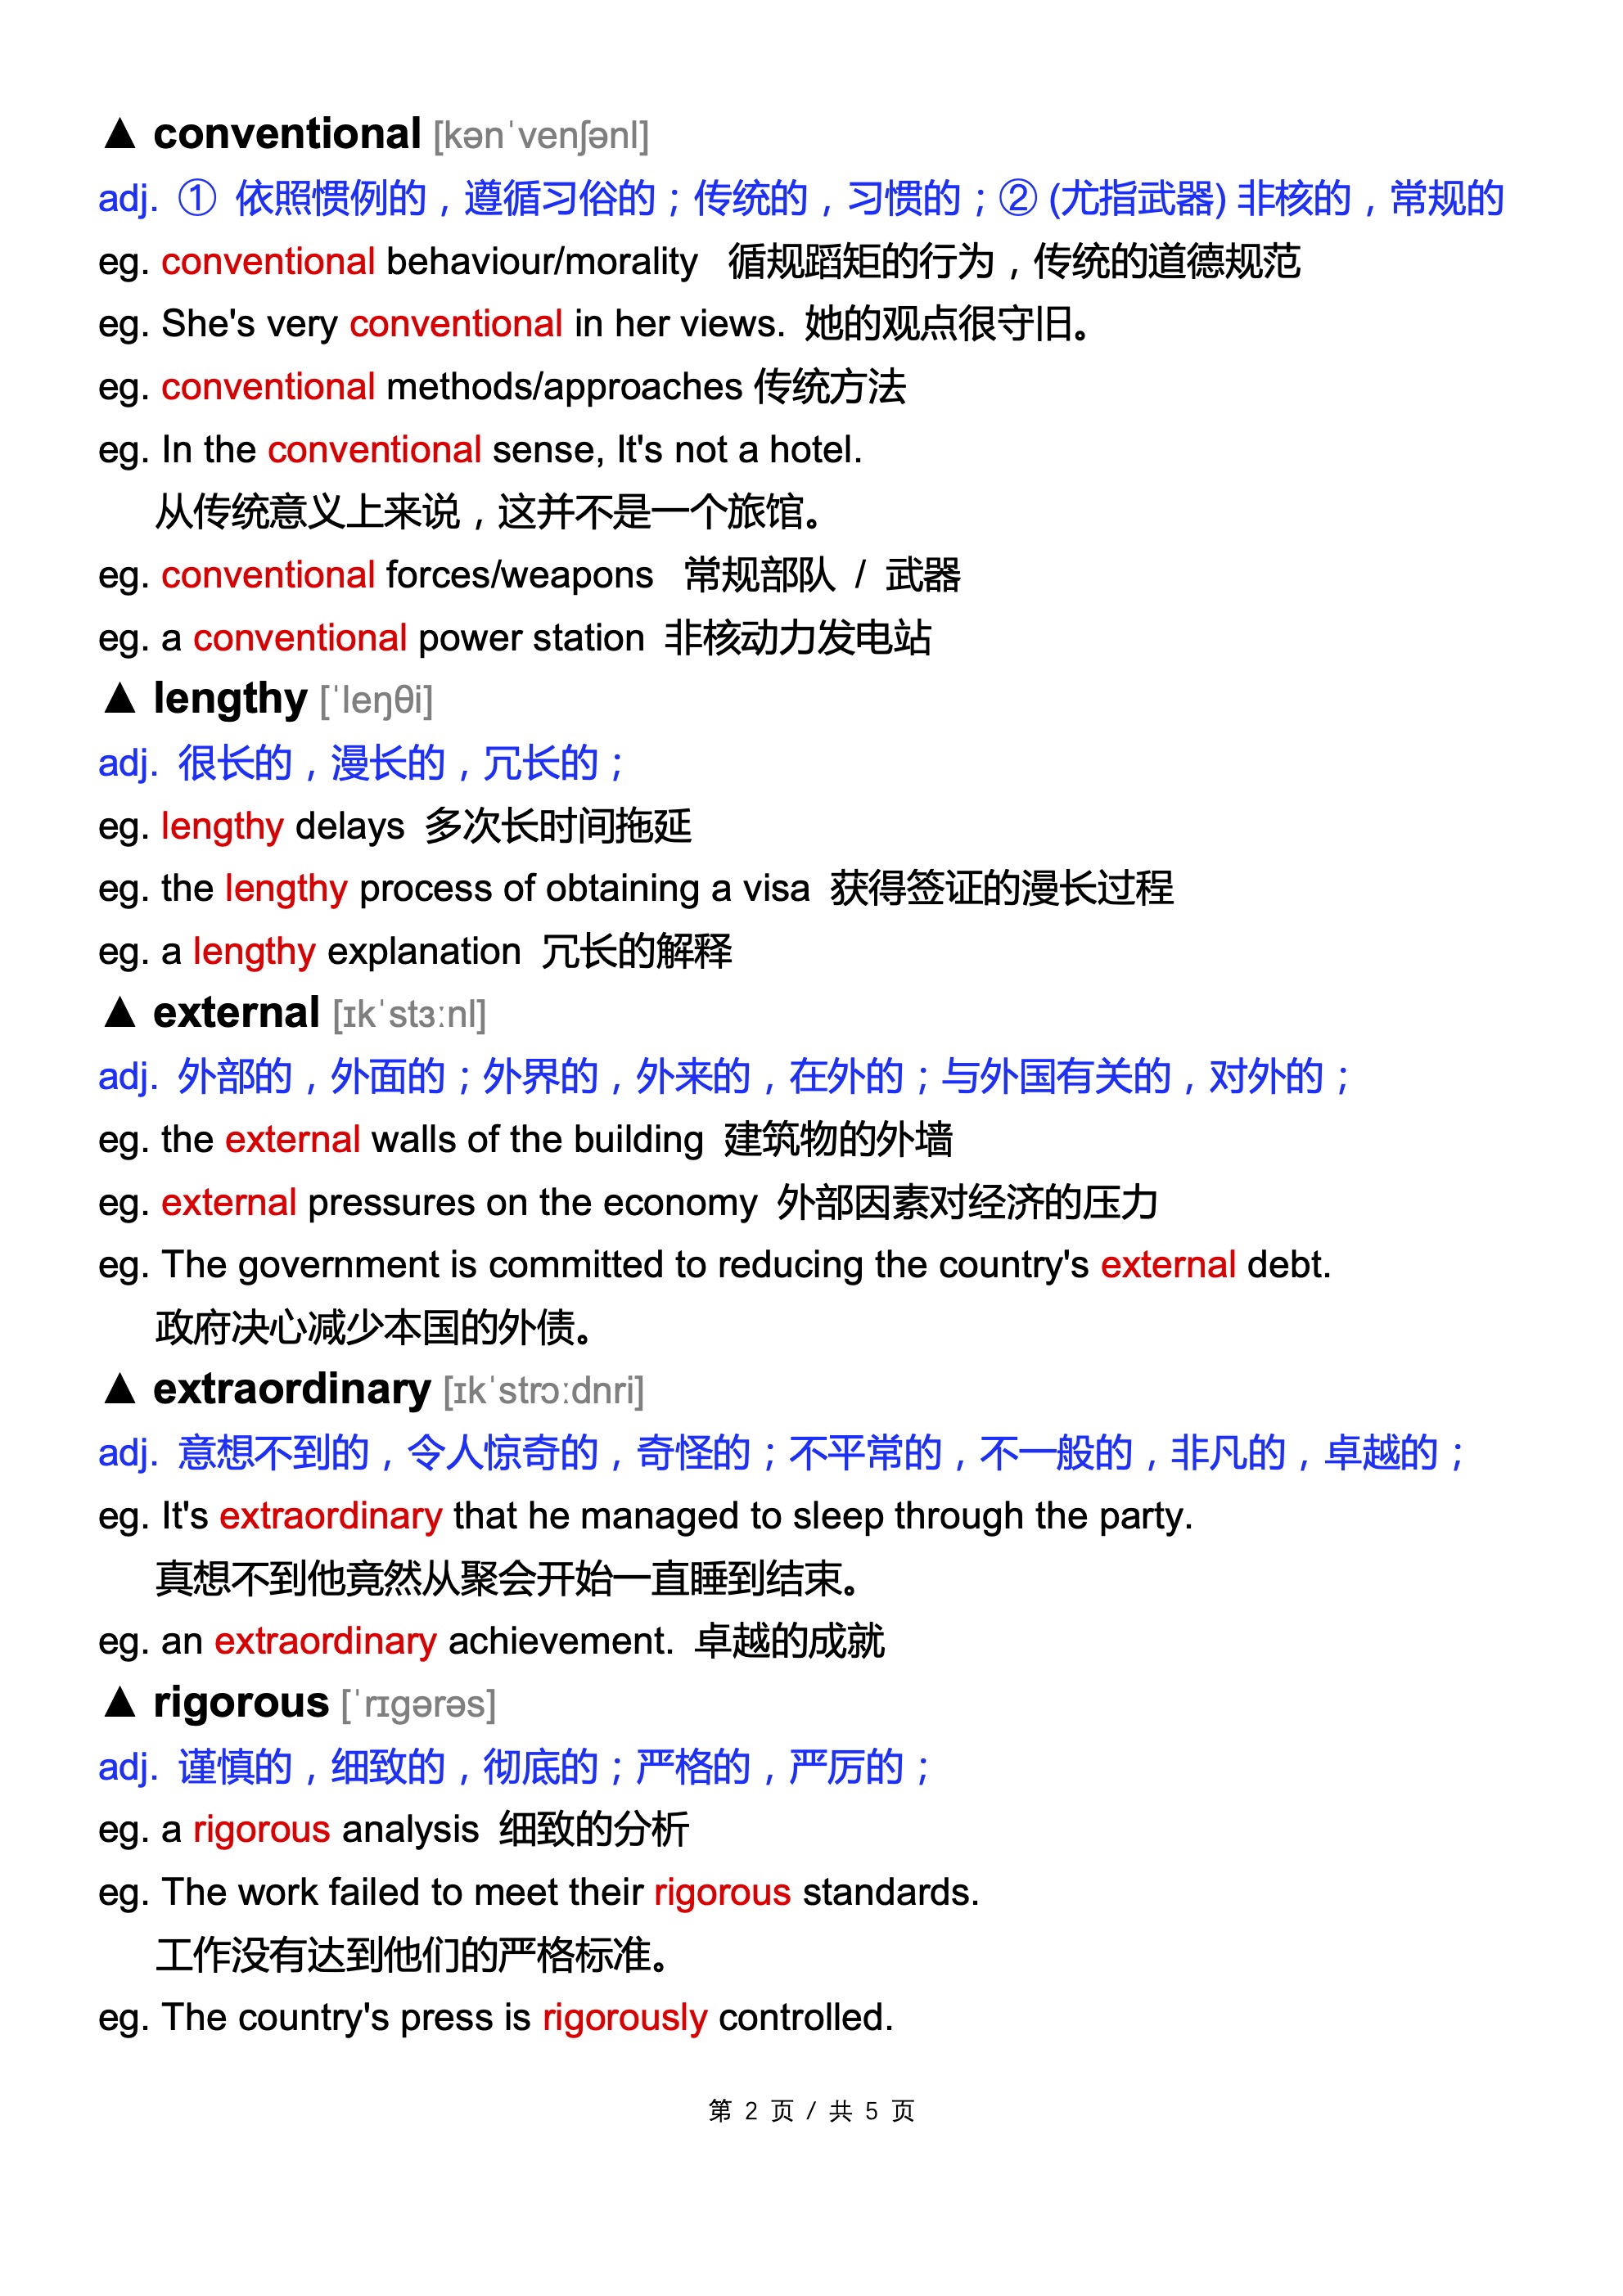 ▲ conventional [kənˈvenʃənl]
adj. ① 依照惯例的，遵循习俗的；传统的，习惯的；② (尤指武器) 非核的，常规的
eg. conventional behaviour/morality 循规蹈矩的行为，传统的道德规范
eg. She's very conventional in her views. 她的观点很守旧。
eg. conventional methods/approaches 传统方法
eg. In the conventional sense, It's not a hotel.
从传统意义上来说，这并不是一个旅馆。
eg. conventional forces/weapons 常规部队 / 武器
eg. a conventional power station 非核动力发电站
▲ lengthy [ˈleŋθi]
adj. 很长的，漫长的，冗长的；
eg. lengthy delays 多次长时间拖延
eg. the lengthy process of obtaining a visa 获得签证的漫长过程
eg. a lengthy explanation 冗长的解释
▲ external [ɪkˈstɜːnl]
adj. 外部的，外面的；外界的，外来的，在外的；与外国有关的，对外的；
eg. the external walls of the building 建筑物的外墙
eg. external pressures on the economy 外部因素对经济的压力
eg. The government is committed to reducing the country's external debt.
政府决心减少本国的外债。
▲ extraordinary [ɪkˈstrɔːdnri]
adj. 意想不到的，令人惊奇的，奇怪的；不平常的，不一般的，非凡的，卓越的；
eg. It's extraordinary that he managed to sleep through the party.
真想不到他竟然从聚会开始一直睡到结束。
eg. an extraordinary achievement. 卓越的成就
▲ rigorous [ˈrɪgərəs]
adj. 谨慎的，细致的，彻底的；严格的，严厉的；
eg. a rigorous analysis 细致的分析
eg. The work failed to meet their rigorous standards.
工作没有达到他们的严格标准。
eg. The country's press is rigorously controlled.
第 2 页 / 共 5 页